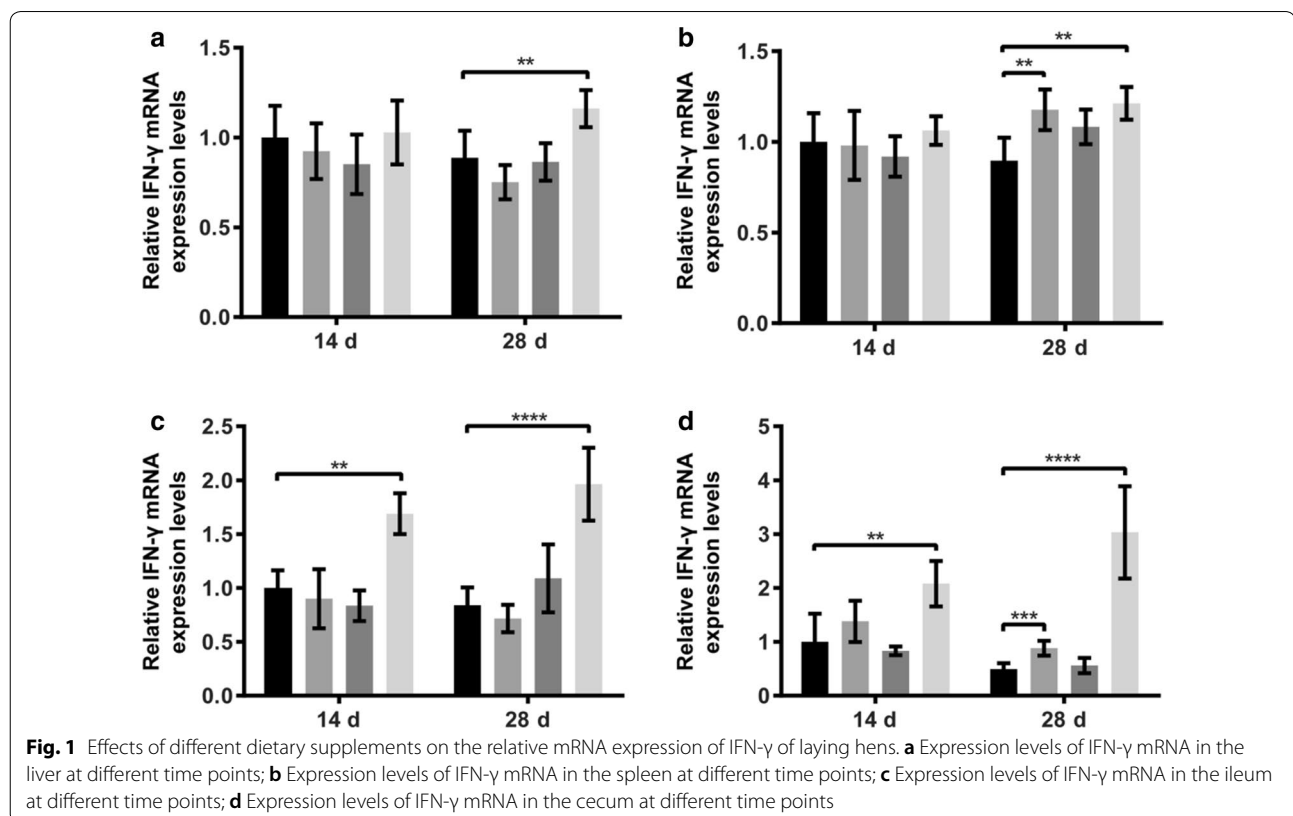 a
Relative IFN-γ mRNA
expression levels
1.5
1.0
0.5
0.0
**
14 d
28 d
b
Relative IFN-γ mRNA
expression levels
1.5
1.0
0.5
0.0
**
**
14 d
28 d
c
Relative IFN-γ mRNA
expression levels
2.5
2.0
1.5
1.0
0.5
0.0
**
****
14 d
28 d
d
Relative IFN-γ mRNA
expression levels
5
4
3
2
1
0
**
***
****
14 d
28 d
Fig. 1 Effects of different dietary supplements on the relative mRNA expression of IFN-γ of laying hens. a Expression levels of IFN-γ mRNA in the
liver at different time points; b Expression levels of IFN-γ mRNA in the spleen at different time points; c Expression levels of IFN-γ mRNA in the ileum
at different time points; d Expression levels of IFN-γ mRNA in the cecum at different time points